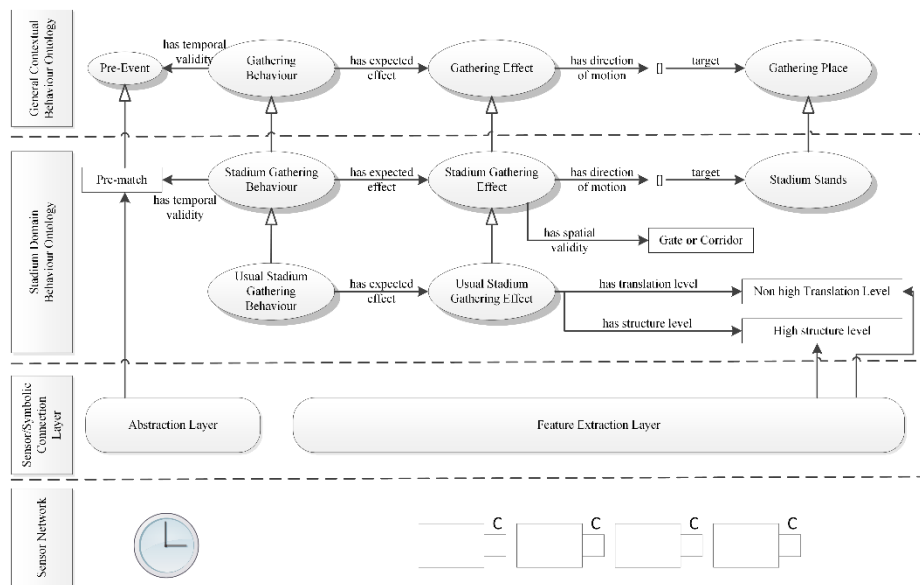 General Contextual
Behaviour Ontology
Pre-Event
has temporal
validity
Gathering
Behaviour
has expected
effect
Gathering Effect
has direction
of motion
[]
target
Gathering Place
Stadium Domain
Behaviour Ontology
Pre-match
has temporal
validity
Stadium Gathering
Behaviour
has expected
effect
Stadium Gathering
Effect
has direction
of motion
[]
target
Stadium Stands
has spatial
validity
Gate or Corridor
Usual Stadium
Gathering
Behaviour
has expected
effect
Usual Stadium
Gathering Effect
has translation level
Non high Translation Level
has structure level
High structure level
Sensor/Symbolic
Connection
Layer
Abstraction Layer
Feature Extraction Layer
Sensor Network
C
C
C
C